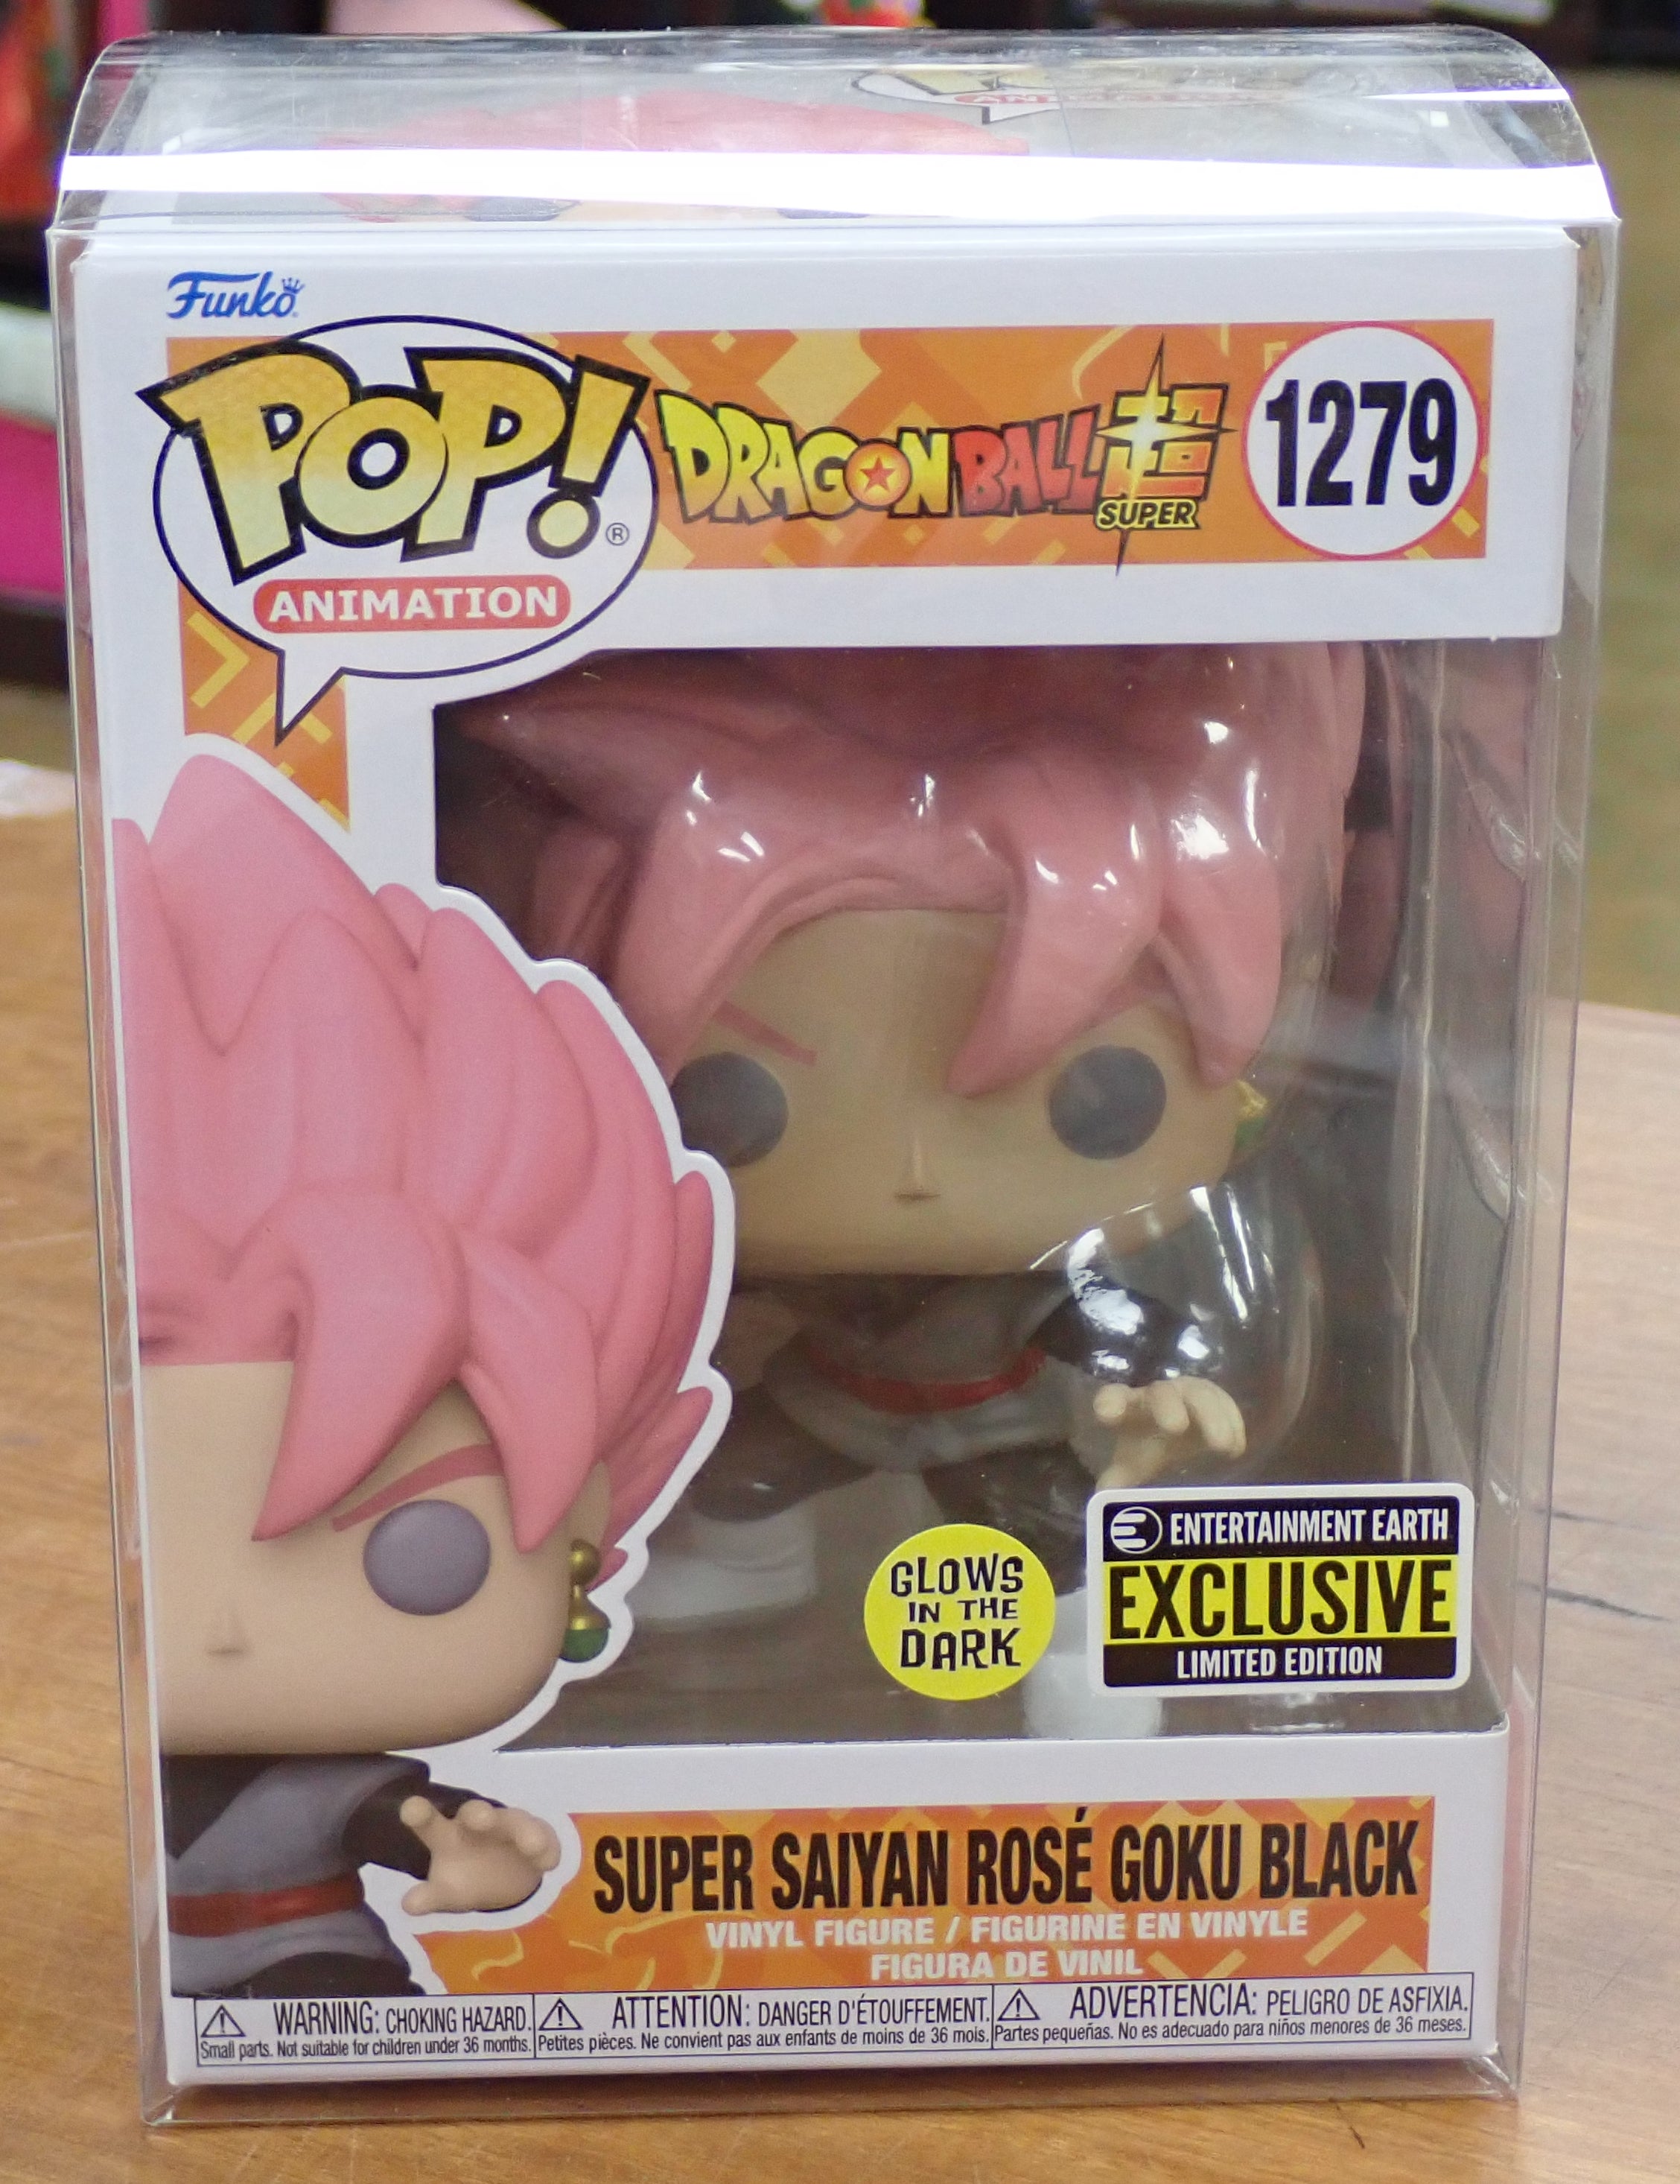 Funko
POP!®
ANIMATION
DRAGON BALL 超
SUPER
1279
GLOWS
IN THE
DARK
ENTERTAINMENT EARTH
EXCLUSIVE
LIMITED EDITION
SUPER SAIYAN ROSÉ GOKU BLACK
VINYL FIGURE / FIGURINE EN VINYLE
FIGURA DE VINIL
WARNING: CHOKING HAZARD.
Small parts. Not suitable for children under 36 months.
ATTENTION: DANGER D'ÉTOUFFEMENT.
Petites pièces. Ne convient pas aux enfants de moins de 36 mois.
ADVERTENCIA: PELIGRO DE ASFIXIA.
Partes pequeñas. No es adecuado para niños menores de 36 meses.